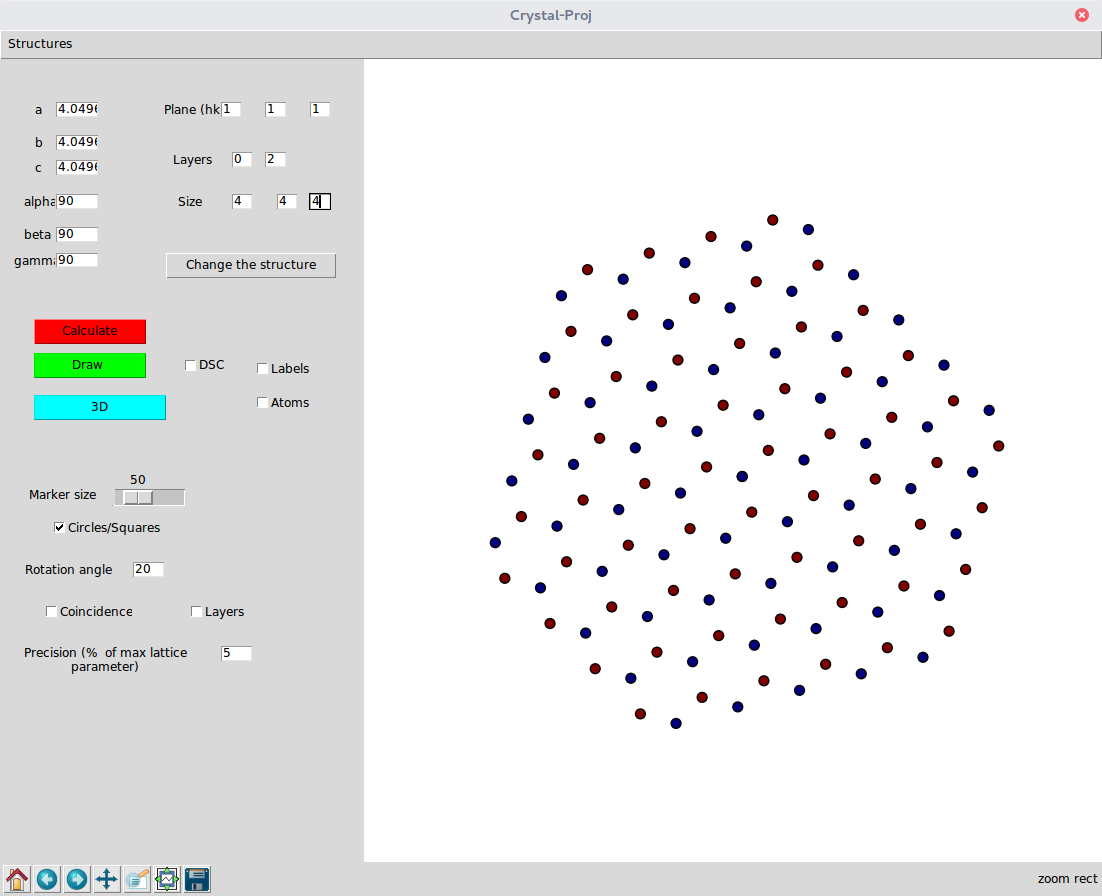 Crystal-Proj
Structures
a 4.0496 Plane (hk 1 1 1
b 4.0496
c 4.0496 Layers 0 2
alpha 90 Size 4 4 4
beta 90
gamma 90 Change the structure
Calculate
Draw DSC Labels
3D Atoms
50
Marker size
Circles/Squares
Rotation angle 20
Coincidence Layers
Precision (% of max lattice 5
parameter)
zoom rect